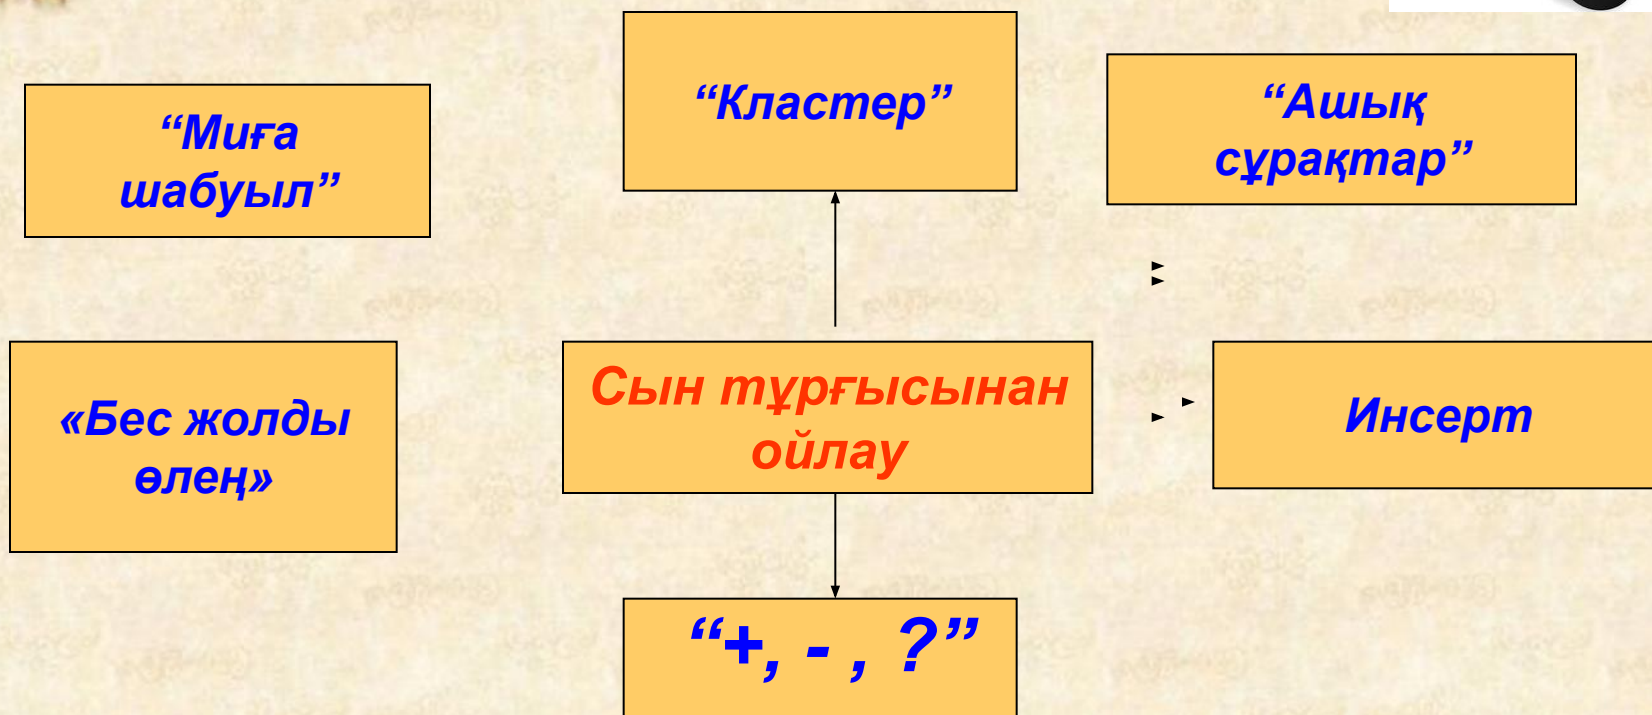 “Кластер”
“Миға
шабуыл”
“Ашық
сұрақтар”
«Бес жолды
өлең»
Сын тұрғысынан
ойлау
Инсерт
“+, - , ?”